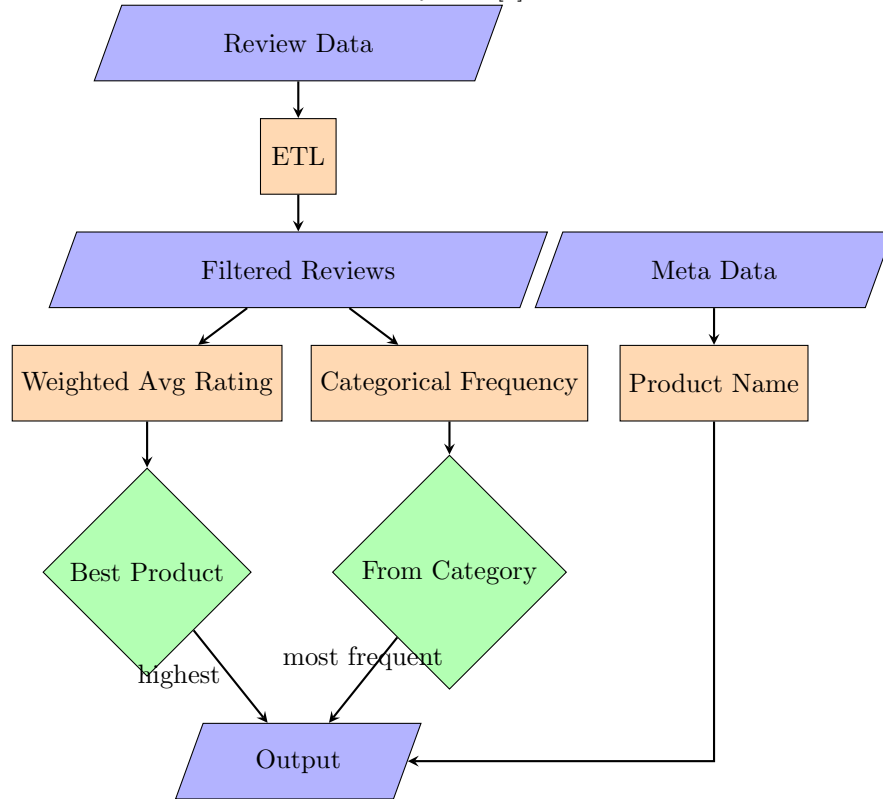 Review Data
ETL
Filtered Reviews
Meta Data
Weighted Avg Rating
Categorical Frequency
Product Name
Best Product
From Category
most frequent
highest
Output